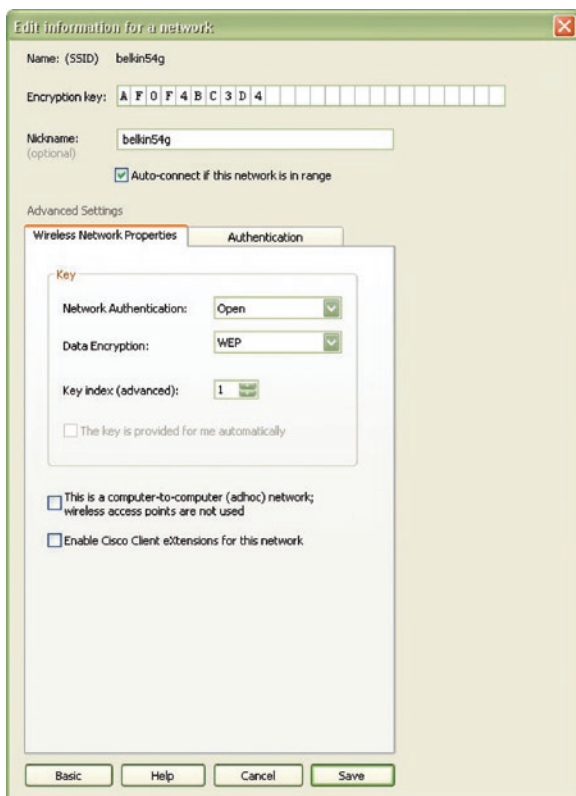 Edit information for a network
Name: (SSID) belkin54g
Encryption key: A F 0 F 4 B C 3 D 4
Nickname: belkin54g
(optional)
Auto-connect if this network is in range
Advanced Settings
Wireless Network Properties Authentication
Key
Network Authentication: Open
Data Encryption: WEP
Key index (advanced): 1
The key is provided for me automatically
This is a computer-to-computer (adhoc) network;
wireless access points are not used
Enable Cisco Client eXtensions for this network
Basic Help Cancel Save